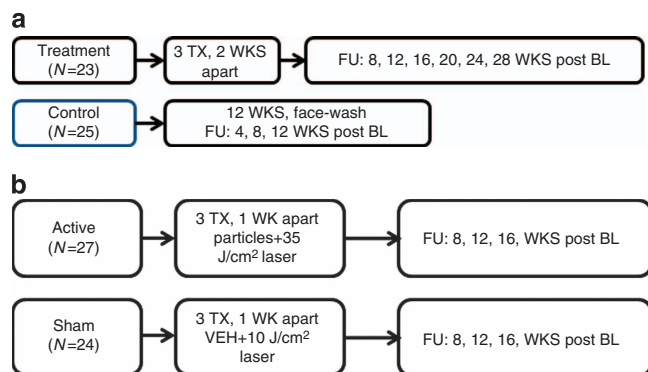 a
Treatment
(N=23)
3 TX, 2 WKS
apart
FU: 8, 12, 16, 20, 24, 28 WKS post BL
Control
(N=25)
12 WKS, face-wash
FU: 4, 8, 12 WKS post BL
b
Active
(N=27)
3 TX, 1 WK apart
particles+35
J/cm² laser
FU: 8, 12, 16, WKS post BL
Sham
(N=24)
3 TX, 1 WK apart
VEH+10 J/cm²
laser
FU: 8, 12, 16, WKS post BL